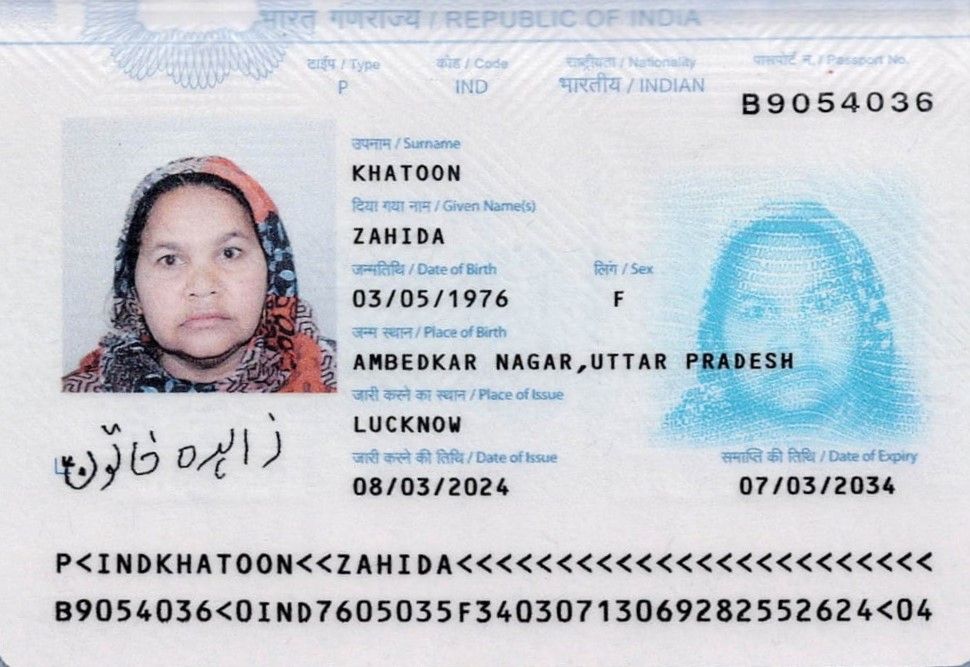 भारत गणराज्य / REPUBLIC OF INDIA
टाईप / Type कोड / Code राष्ट्रीयता / Nationality पासपोर्ट न. / Passport No.
P IND भारतीय / INDIAN B9054036
उपनाम / Surname
KHATOON
दिया गया नाम / Given Name(s)
ZAHIDA
जन्मतिथि / Date of Birth लिंग / Sex
03/05/1976 F
जन्म स्थान / Place of Birth
AMBEDKAR NAGAR,UTTAR PRADESH
जारी करने का स्थान / Place of Issue
LUCKNOW
زاہدہ خاتون
जारी करने की तिथि / Date of Issue समाप्ति की तिथि / Date of Expiry
08/03/2024 07/03/2034
P<INDKHATOON<<ZAHIDA<<<<<<<<<<<<<<<<<<<<<<<<
B9054036<0IND7605035F34030713069282552624<04